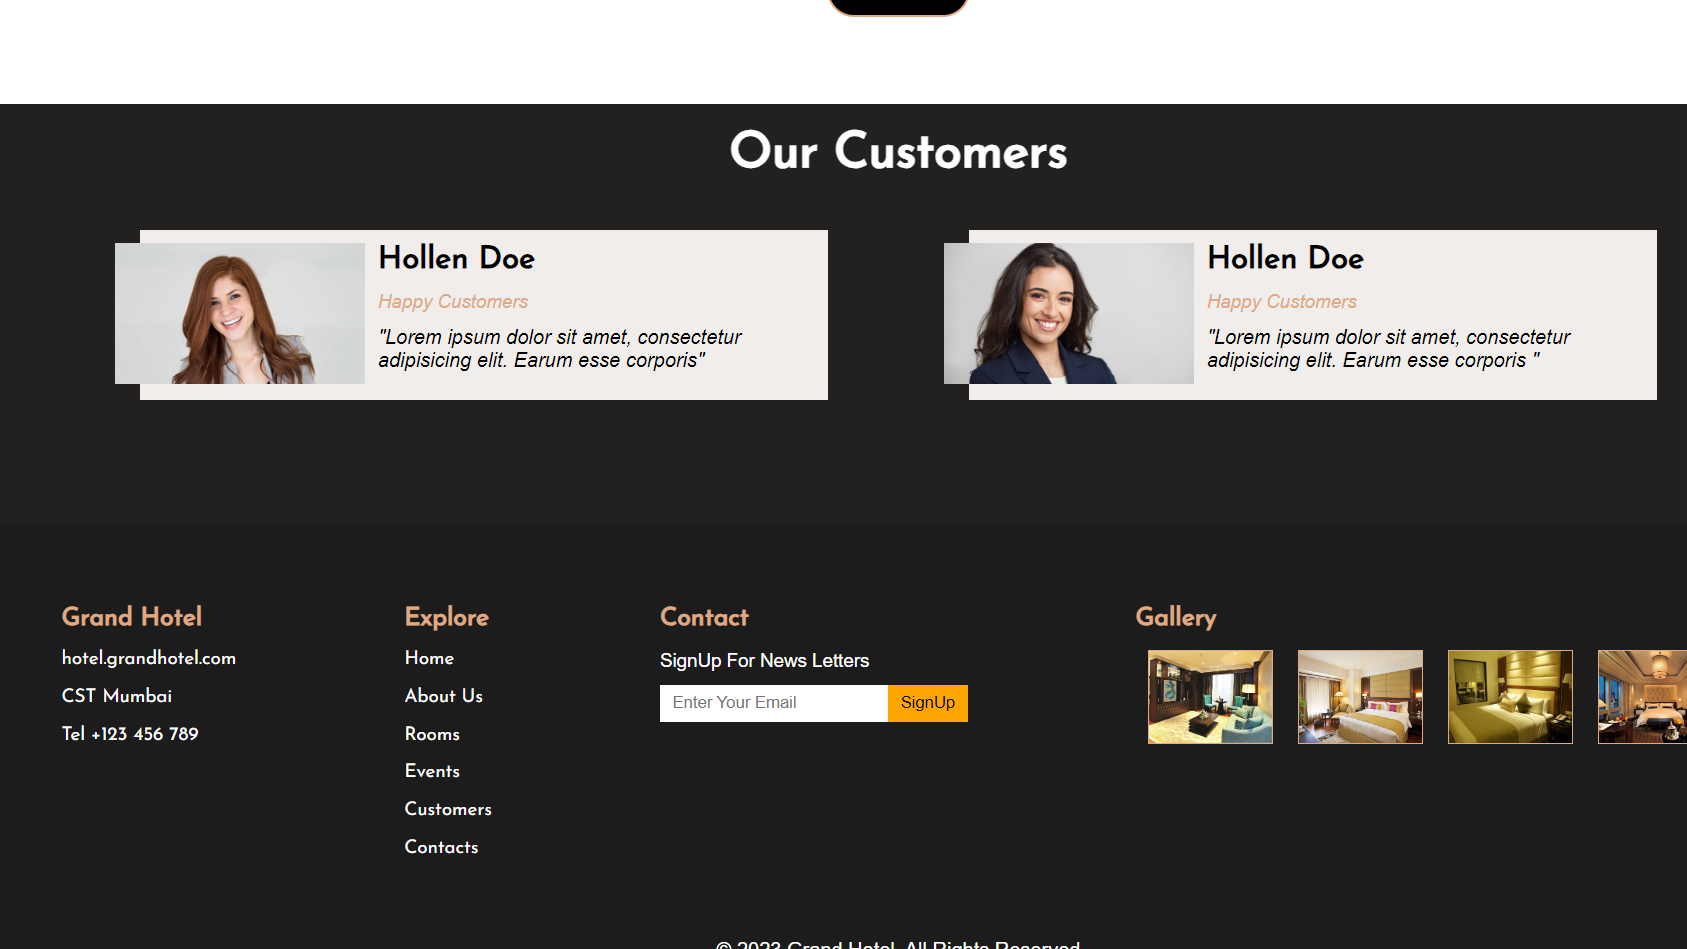 Our Customers
Hollen Doe
Happy Customers
"Lorem ipsum dolor sit amet, consectetur
adipisicing elit. Earum esse corporis"
Hollen Doe
Happy Customers
"Lorem ipsum dolor sit amet, consectetur
adipisicing elit. Earum esse corporis "
Grand Hotel
hotel.grandhotel.com
CST Mumbai
Tel +123 456 789
Explore
Home
About Us
Rooms
Events
Customers
Contacts
Contact
SignUp For News Letters
Enter Your Email
SignUp
Gallery
© 2023 Grand Hotel. All Rights Reserved